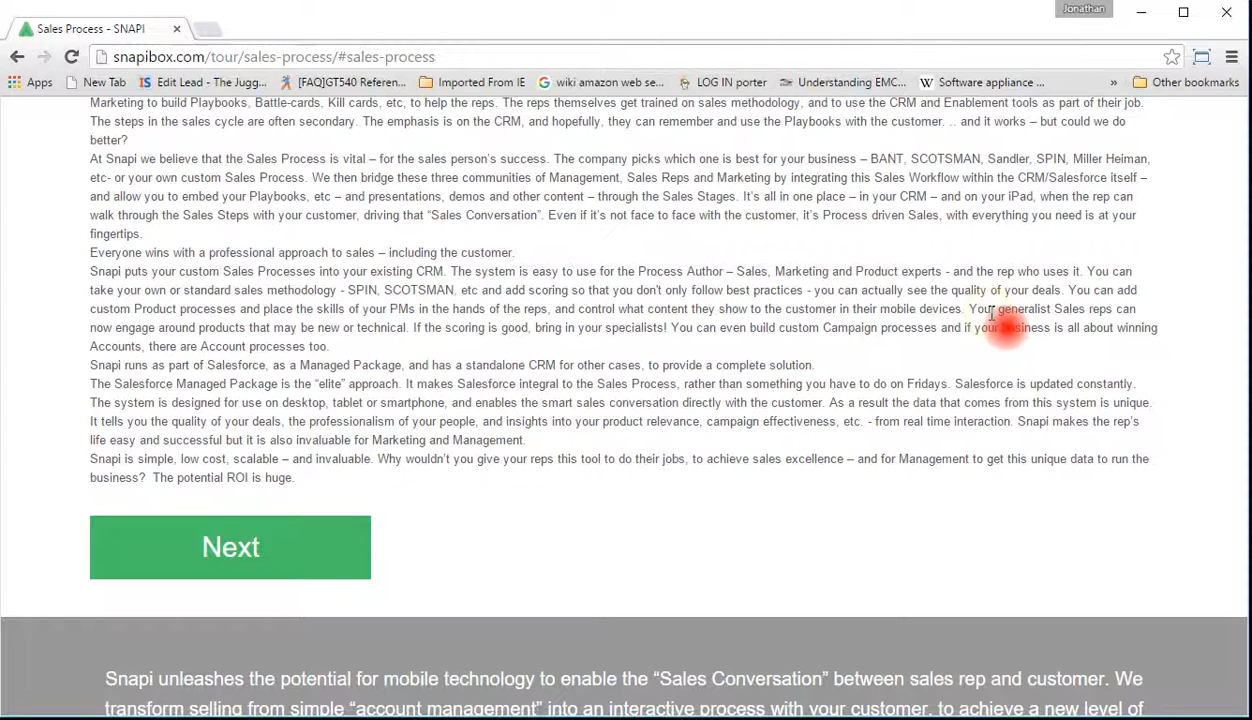 Jonathan
Sales Process - SNAPI
snapibox.com/tour/sales-process/#sales-process
Apps New Tab IS Edit Lead - The Jugg... [FAQ]GT540 Referen... Imported From IE wiki amazon web se... LOG IN porter Understanding EMC... W Software appliance ... » Other bookmarks
Marketing to build Playbooks, Battle-cards, Kill cards, etc, to help the reps. The reps themselves get trained on sales methodology, and to use the CRM and Enablement tools as part of their job.
The steps in the sales cycle are often secondary. The emphasis is on the CRM, and hopefully, they can remember and use the Playbooks with the customer. .. and it works – but could we do
better?
At Snapi we believe that the Sales Process is vital – for the sales person's success. The company picks which one is best for your business – BANT, SCOTSMAN, Sandler, SPIN, Miller Heiman,
etc- or your own custom Sales Process. We then bridge these three communities of Management, Sales Reps and Marketing by integrating this Sales Workflow within the CRM/Salesforce itself –
and allow you to embed your Playbooks, etc – and presentations, demos and other content – through the Sales Stages. It's all in one place – in your CRM – and on your iPad, when the rep can
walk through the Sales Steps with your customer, driving that “Sales Conversation”. Even if it's not face to face with the customer, it's Process driven Sales, with everything you need is at your
fingertips.
Everyone wins with a professional approach to sales – including the customer.
Snapi puts your custom Sales Processes into your existing CRM. The system is easy to use for the Process Author – Sales, Marketing and Product experts - and the rep who uses it. You can
take your own or standard sales methodology - SPIN, SCOTSMAN, etc and add scoring so that you don't only follow best practices - you can actually see the quality of your deals. You can add
custom Product processes and place the skills of your PMs in the hands of the reps, and control what content they show to the customer in their mobile devices. Your generalist Sales reps can
now engage around products that may be new or technical. If the scoring is good, bring in your specialists! You can even build custom Campaign processes and if your business is all about winning
Accounts, there are Account processes too.
Snapi runs as part of Salesforce, as a Managed Package, and has a standalone CRM for other cases, to provide a complete solution.
The Salesforce Managed Package is the “elite” approach. It makes Salesforce integral to the Sales Process, rather than something you have to do on Fridays. Salesforce is updated constantly.
The system is designed for use on desktop, tablet or smartphone, and enables the smart sales conversation directly with the customer. As a result the data that comes from this system is unique.
It tells you the quality of your deals, the professionalism of your people, and insights into your product relevance, campaign effectiveness, etc. - from real time interaction. Snapi makes the rep's
life easy and successful but it is also invaluable for Marketing and Management.
Snapi is simple, low cost, scalable – and invaluable. Why wouldn't you give your reps this tool to do their jobs, to achieve sales excellence – and for Management to get this unique data to run the
business? The potential ROI is huge.
Next
Snapi unleashes the potential for mobile technology to enable the “Sales Conversation” between sales rep and customer. We
transform selling from simple “account management” into an interactive process with your customer, to achieve a new level of